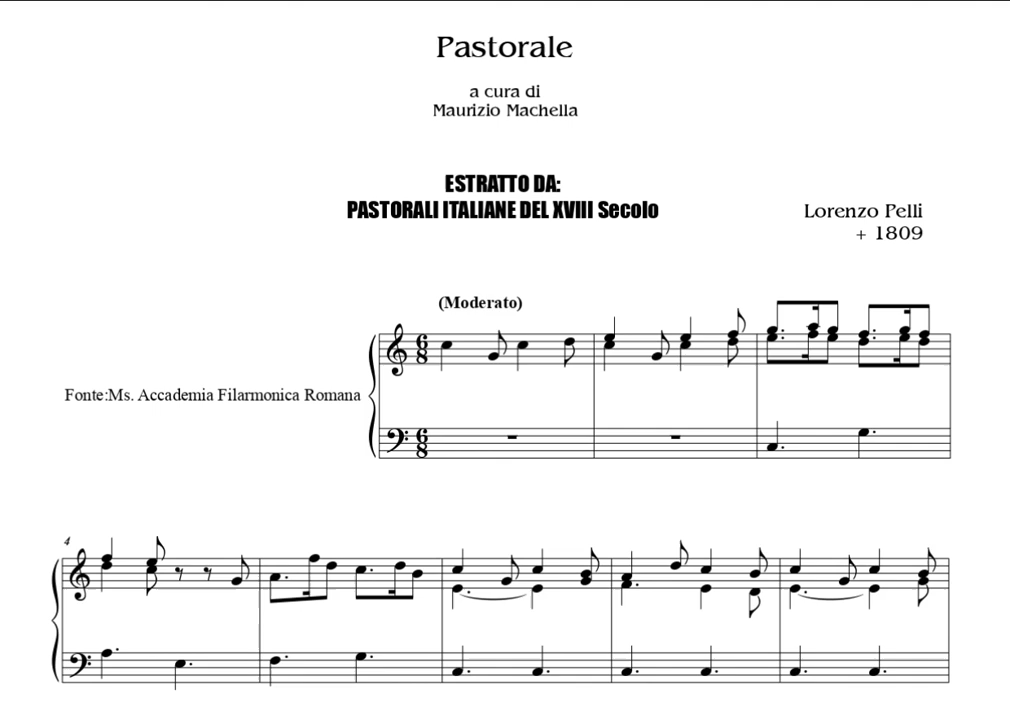 Pastorale
a cura di
Maurizio Machella
ESTRATTO DA:
PASTORALI ITALIANE DEL XVIII Secolo
Lorenzo Pelli
+ 1809
(Moderato)
6
8
Fonte:Ms. Accademia Filarmonica Romana
6
8
4